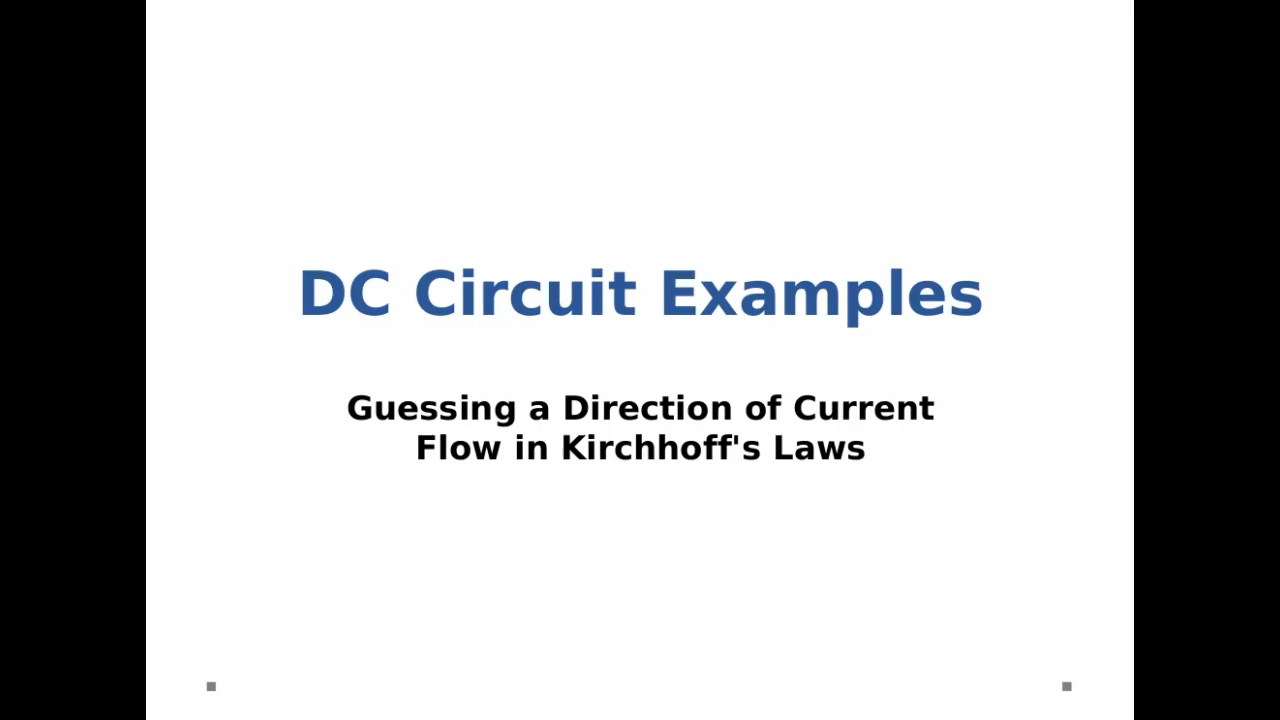 DC Circuit Examples
Guessing a Direction of Current
Flow in Kirchhoff's Laws